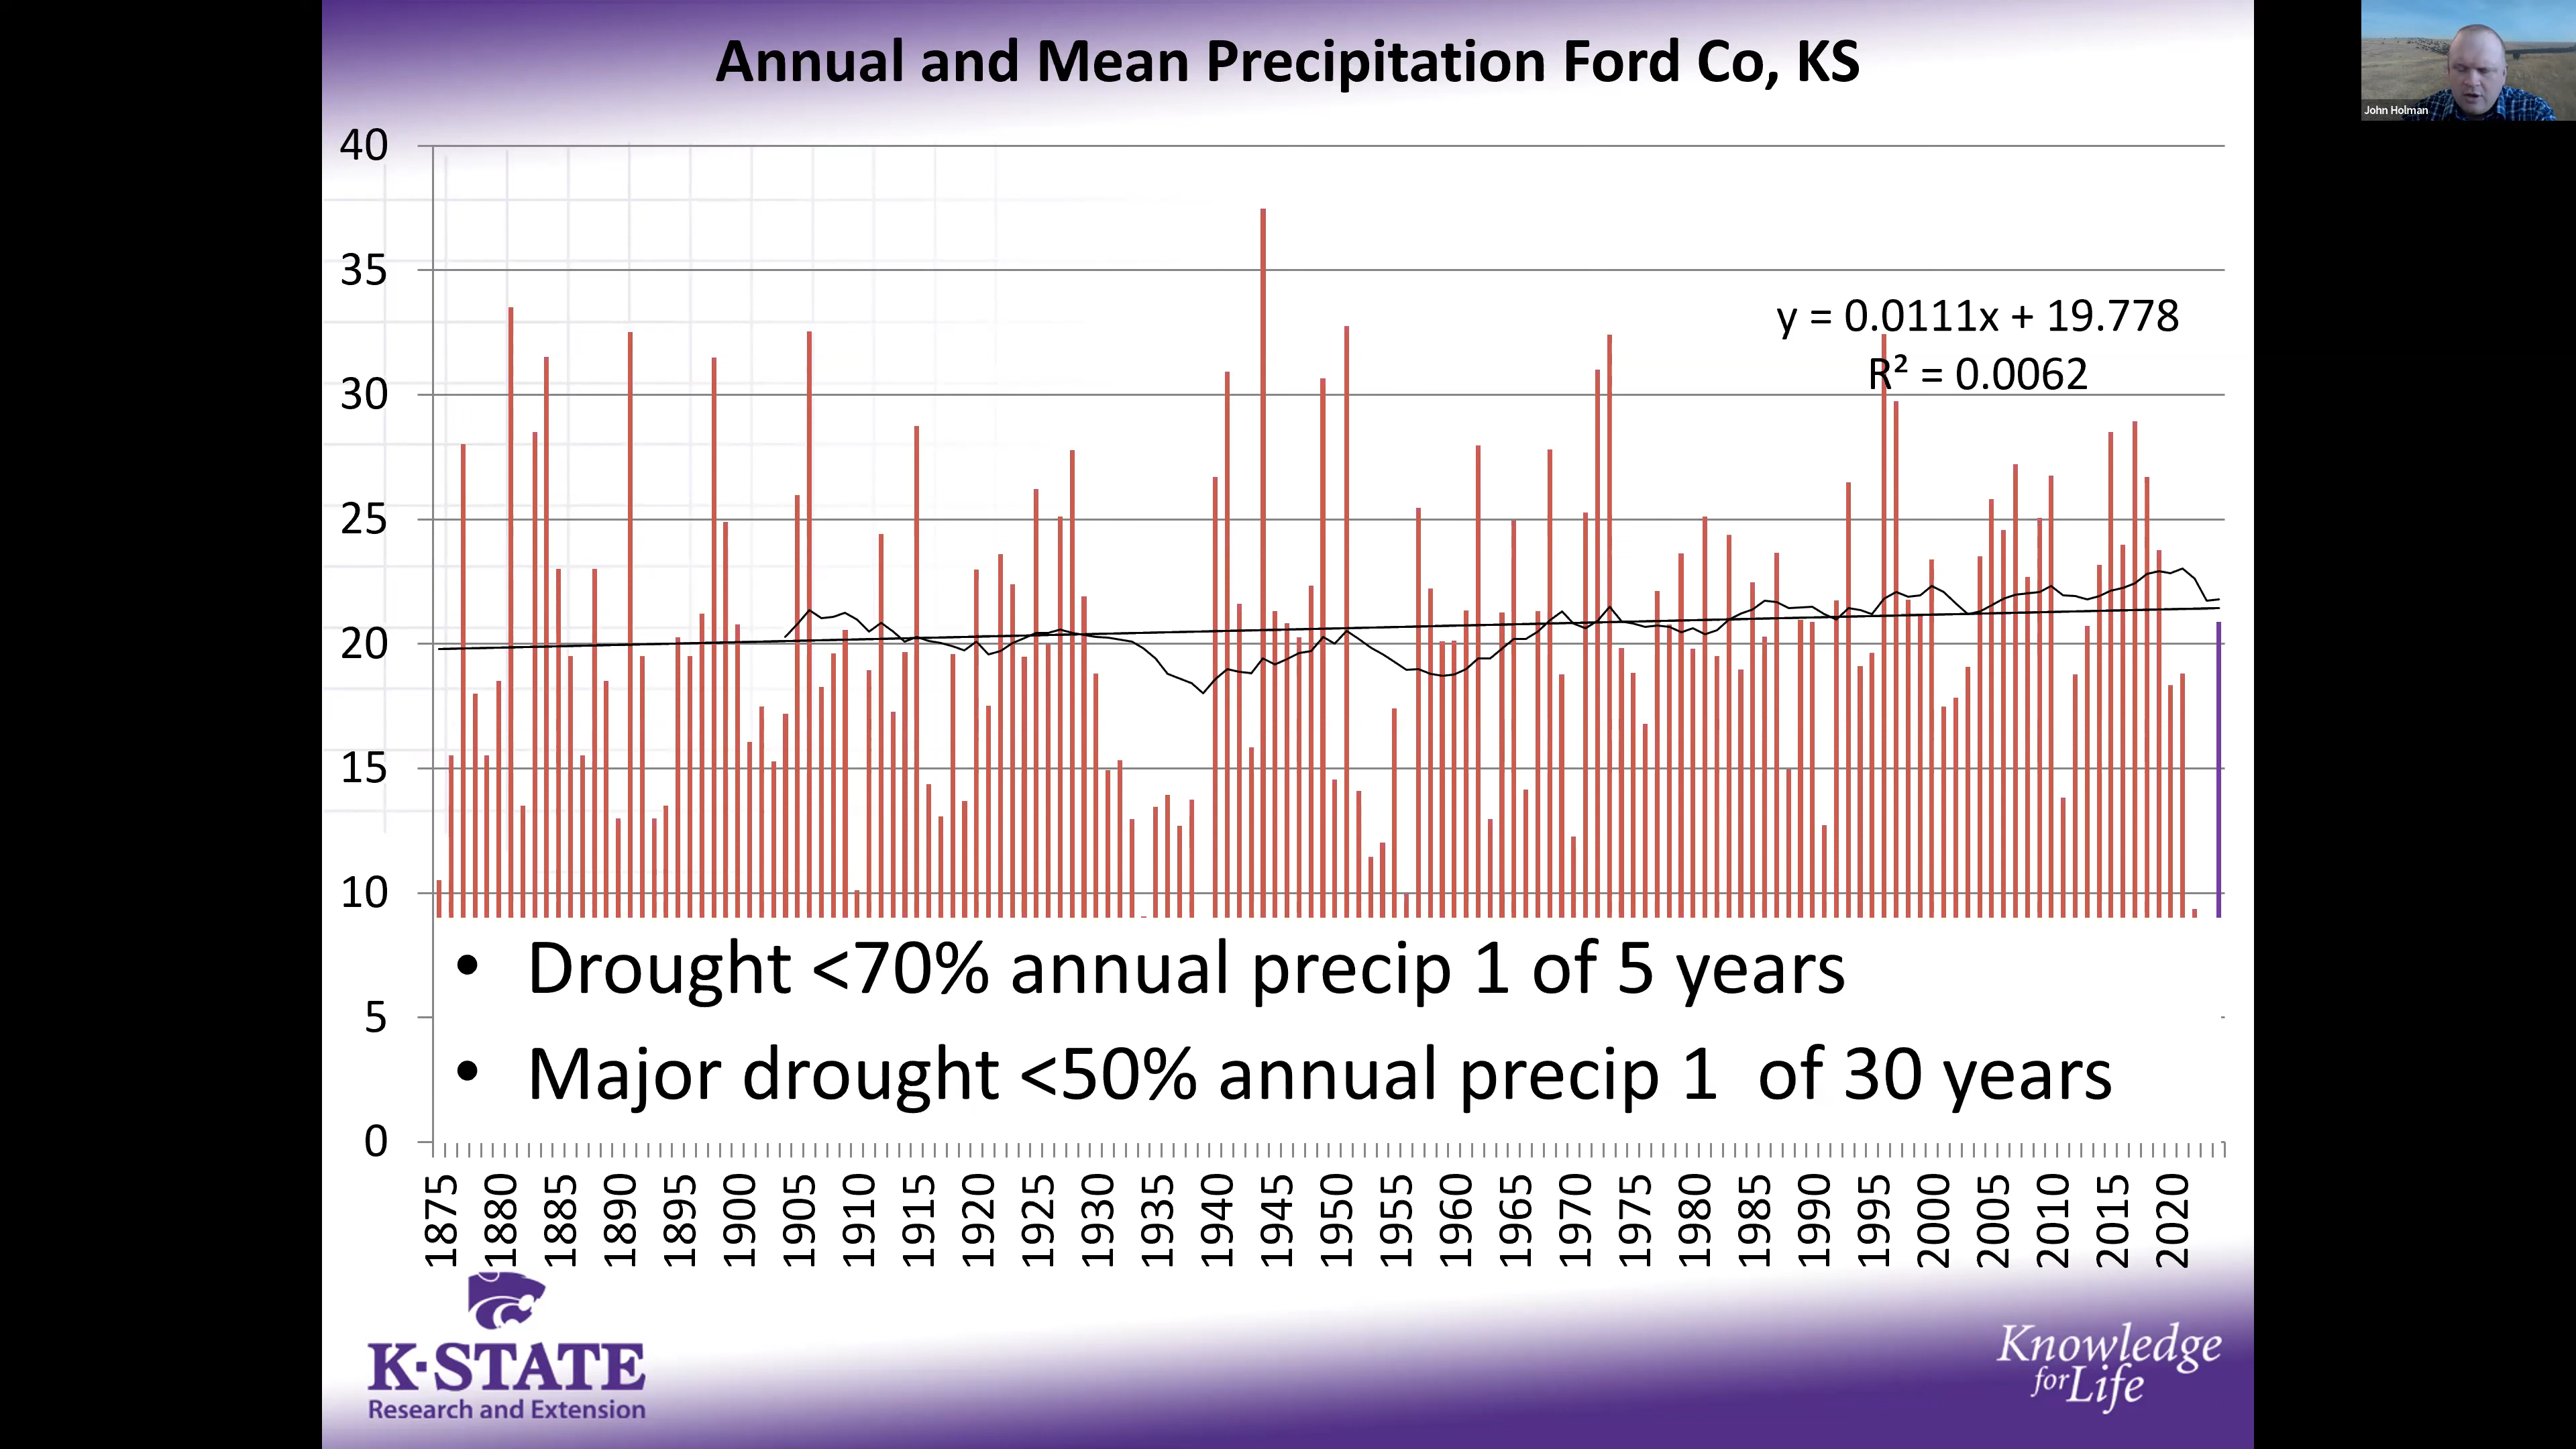 Annual and Mean Precipitation Ford Co, KS
John Holman
40
35
30
25
20
15
10
5
0
y = 0.0111x + 19.778
R² = 0.0062
• Drought <70% annual precip 1 of 5 years
• Major drought <50% annual precip 1  of 30 years
1875 1880 1885 1890 1895 1900 1905 1910 1915 1920 1925 1930 1935 1940 1945 1950 1955 1960 1965 1970 1975 1980 1985 1990 1995 2000 2005 2010 2015 2020
K-STATE
Research and Extension
Knowledge
for Life